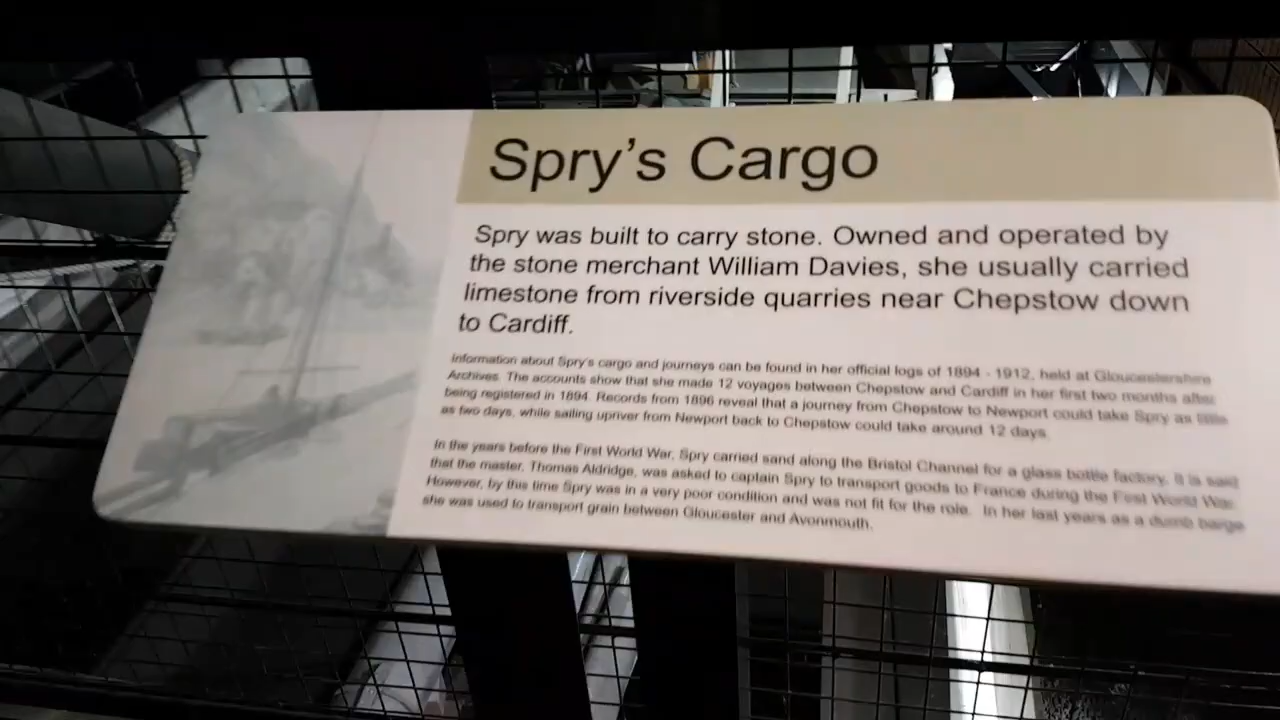 Spry's Cargo
Spry was built to carry stone. Owned and operated by
the stone merchant William Davies, she usually carried
limestone from riverside quarries near Chepstow down
to Cardiff.
Information about Spry's cargo and journeys can be found in her official logs of 1894 - 1912, held at Gloucestershire
Archives. The accounts show that she made 12 voyages between Chepstow and Cardiff in her first two months after
being registered in 1894. Records from 1896 reveal that a journey from Chepstow to Newport could take Spry as little
as two days, while sailing upriver from Newport back to Chepstow could take around 12 days.
In the years before the First World War, Spry carried sand along the Bristol Channel for a glass bottle factory. It is said
that the master, Thomas Aldridge, was asked to captain Spry to transport goods to France during the First World War.
However, by this time Spry was in a very poor condition and was not fit for the role. In her last years as a dumb barge
she was used to transport grain between Gloucester and Avonmouth.